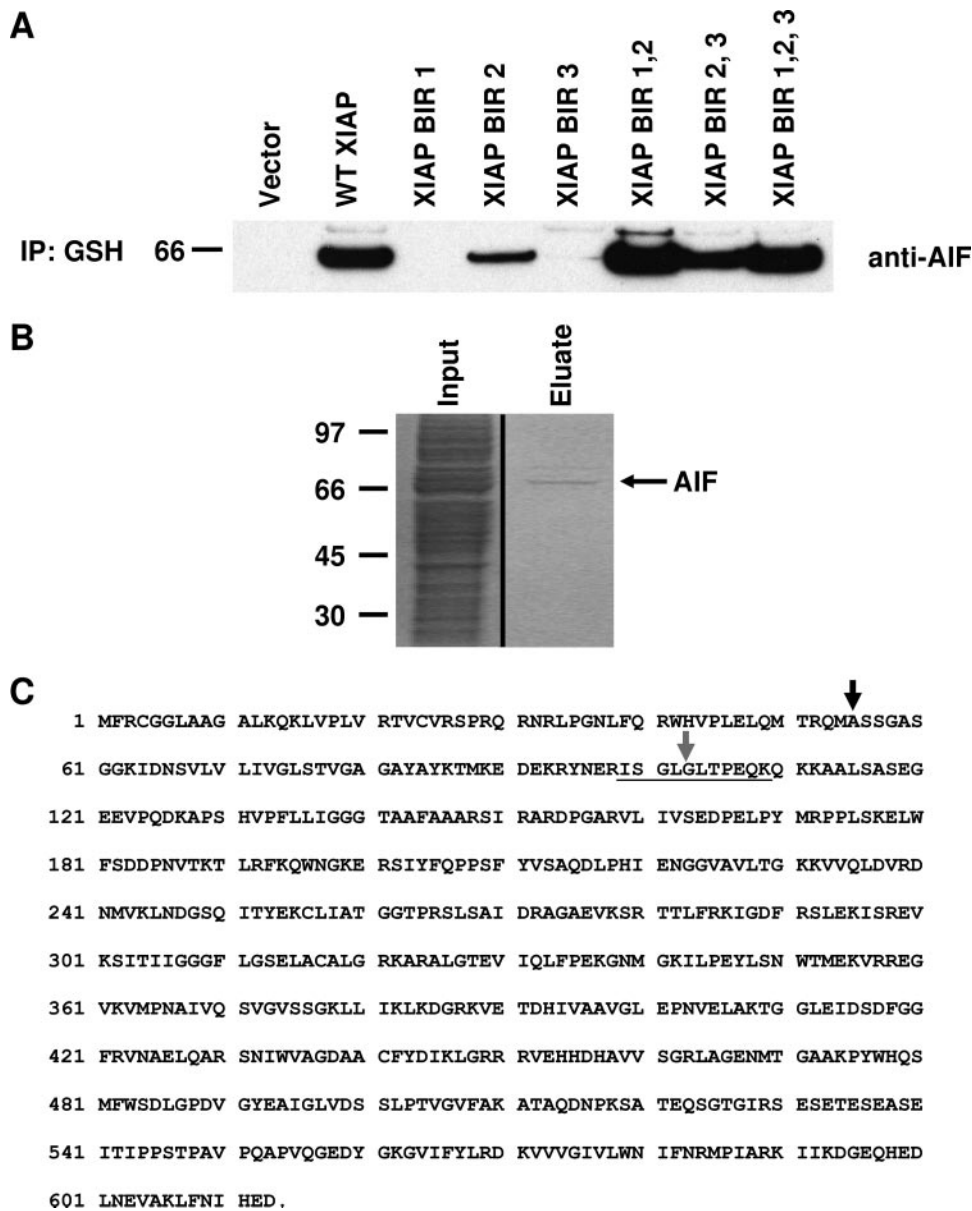 A
Vector
WT XIAP
XIAP BIR 1
XIAP BIR 2
XIAP BIR 3
XIAP BIR 1,2
XIAP BIR 2, 3
XIAP BIR 1,2, 3
IP: GSH 66
anti-AIF
B
Input
Eluate
97
66
45
30
AIF
C
1 MFRCGGLAAG ALKQKLVPLV RTVCVRSPRQ RNRLPGNLFQ RWHVPLELQM TRQMASSGAS
61 GGKIDNSVLV LIVGLSTVGA GAYAYKTMKE DEKRYNERIS GLGLTPEQKQ KKAALSASEG
121 EEVPQDKAPS HVPFLLIGGG TAAFAAARSI RARDPGARVL IVSEDPELPY MRPPLSKELW
181 FSDDPNVTKT LRFKQWNGKE RSIYFQPPSF YVSAQDLPHI ENGGVAVLTG KKVVQLDVRD
241 NMVKLNDGSQ ITYEKCLIAT GGTPRSLSAI DRAGAEVKSR TTLFRKIGDF RSLEKISREV
301 KSITIIGGGF LGSELACALG RKARALGTEV IQLFPEKGNM GKILPEYLSN WTMEKVRREG
361 VKVMPNAIVQ SVGVSSGKLL IKLKDGRKVE TDHIVAAVGL EPNVELAKTG GLEIDSDFGG
421 FRVNAELQAR SNIWVAGDAA CFYDIKLGRR RVEHHDHAVV SGRLAGENMT GAAKPYWHQS
481 MFWSDLGPDV GYEAIGLVDS SLPTVGVFAK ATAQDNPKSA TEQSGTGIRS ESETESEASE
541 ITIPPSTPAV PQAPVQGEDY GKGVIFYLRD KVVVGIVLWN IFNRMPIARK IIKDGEQHED
601 LNEVAKLFNI HED.